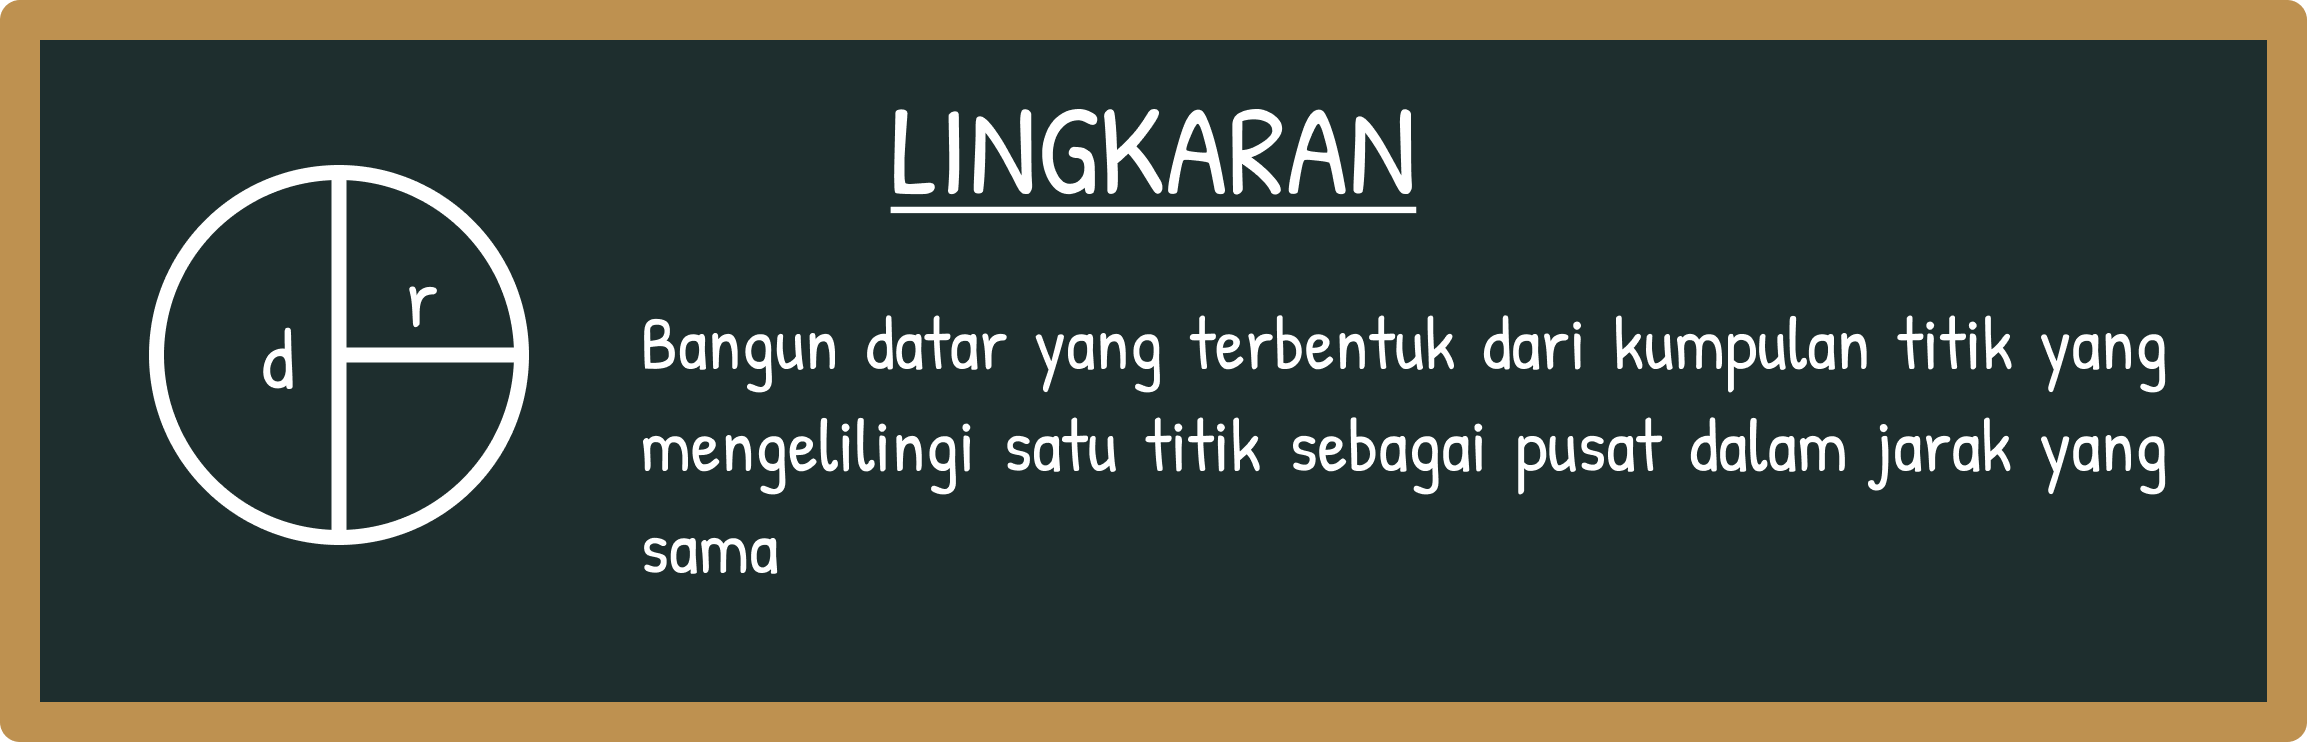 LINGKARAN
r
d
Bangun datar yang terbentuk dari kumpulan titik yang
mengelilingi satu titik sebagai pusat dalam jarak yang
sama